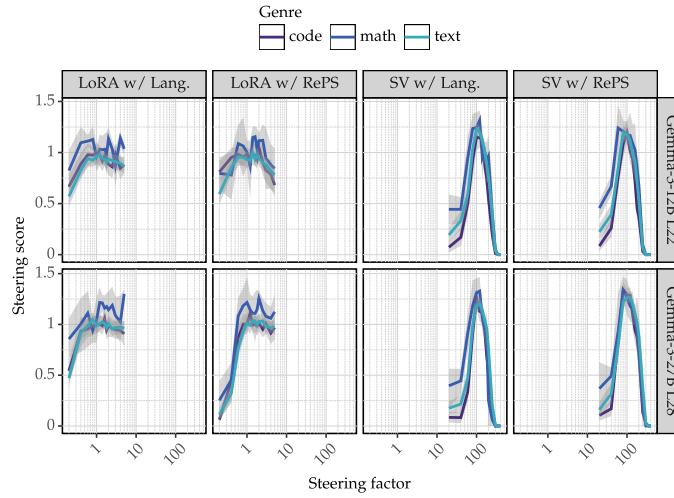 Genre
code math text
LoRA w/ Lang. LoRA w/ RePS SV w/ Lang. SV w/ RePS
1.5
1
0.5
0
Gemma-3-12B L22
1.5
1
0.5
0
Gemma-3-27B L28
Steering score
1 10 100 1 10 100 1 10 100 1 10 100
Steering factor